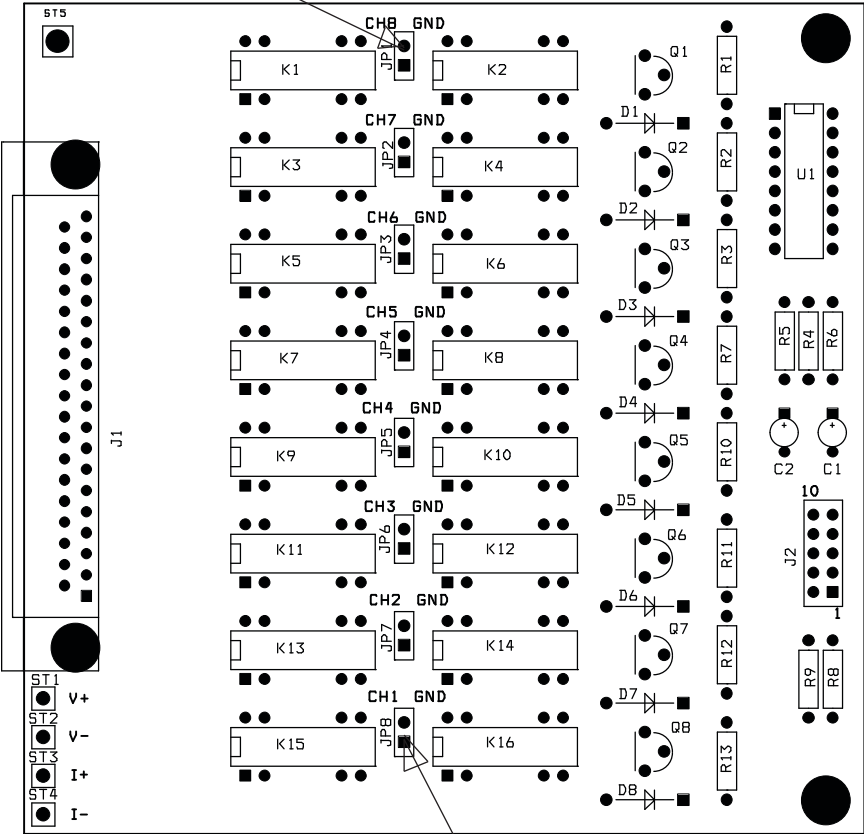 ST5
CH8 GND
JP1
K1
K2
Q1
R1
D1
CH7 GND
JP2
K3
K4
Q2
R2
U1
D2
CH6 GND
JP3
K5
K6
Q3
R3
D3
CH5 GND
JP4
K7
K8
Q4
R7
R5
R4
R6
D4
CH4 GND
J1
JP5
K9
K10
Q5
R10
+
+
C2
C1
D5
CH3 GND
JP6
K11
K12
Q6
R11
10
J2
1
D6
CH2 GND
JP7
K13
K14
Q7
R12
R9
R8
D7
ST1
V+
ST2
V-
ST3
I+
ST4
I-
CH1 GND
JP8
K15
K16
Q8
R13
D8